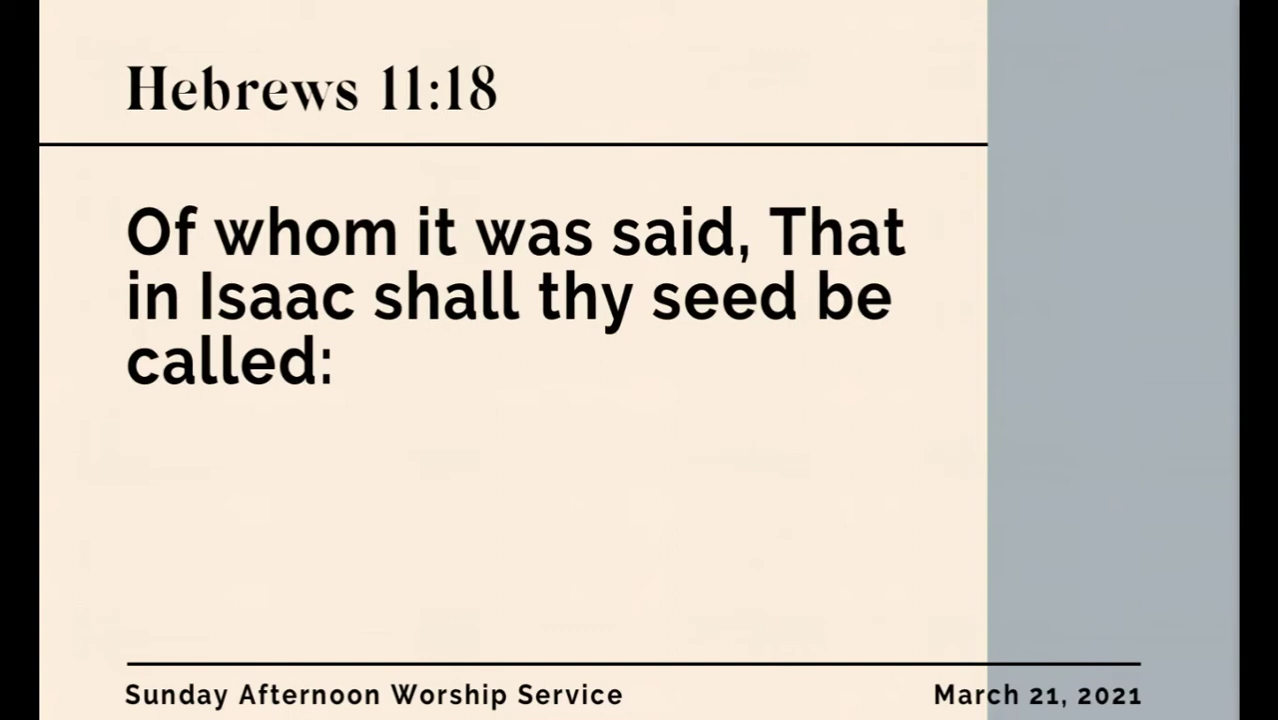 Hebrews 11:18
Of whom it was said, That
in Isaac shall thy seed be
called:
Sunday Afternoon Worship Service
March 21, 2021